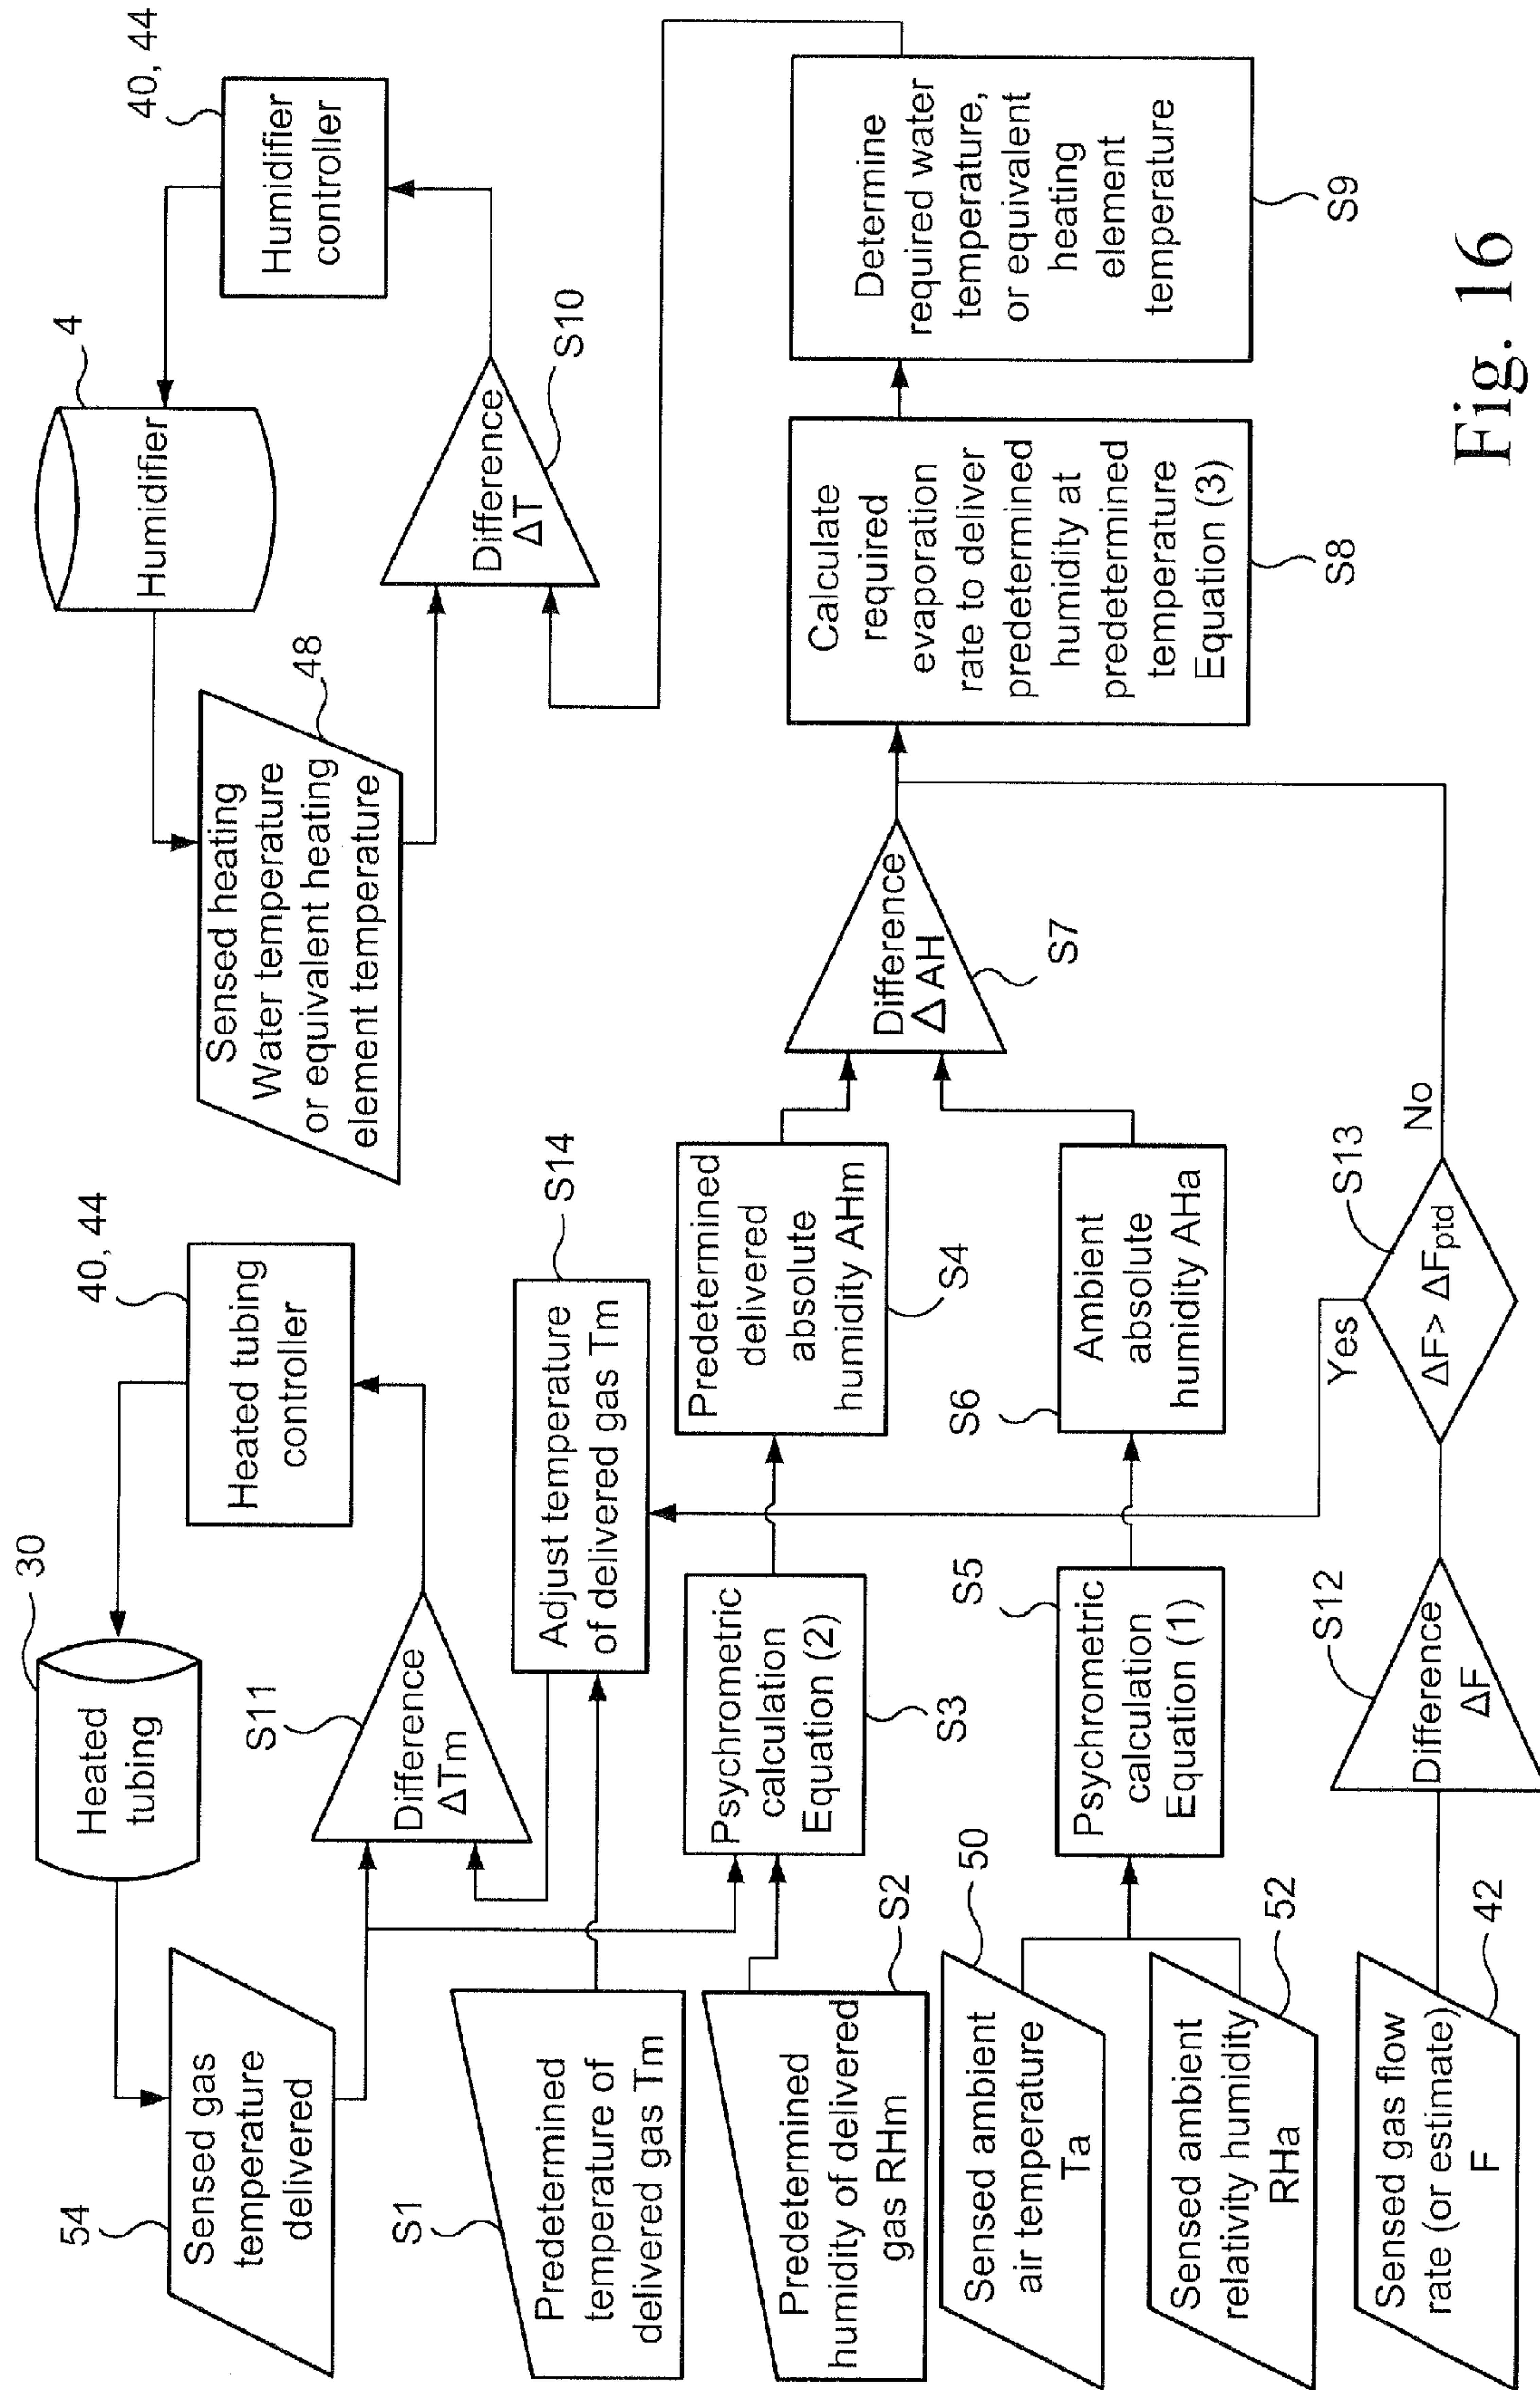 54
Sensed gas
temperature
delivered
30
Heated
tubing
40, 44
Heated tubing
controller
S11
Difference
ΔTm
48
Sensed heating
Water temperature
or equivalent heating
element temperature
4
Humidifier
40, 44
Humidifier
controller
S10
Difference
ΔT
S1
Predetermined
temperature of
delivered gas Tm
S14
Adjust temperature
of delivered gas Tm
S2
Predetermined
humidity of delivered
gas RHm
Psychrometric
calculation
Equation (2)
S3
Predetermined
delivered
absolute
humidity AHm
S4
50
Sensed ambient
air temperature
Ta
52
Sensed ambient
relativity humidity
RHa
S5
Psychrometric
calculation
Equation (1)
S6
Ambient
absolute
humidity AHa
Difference
Δ AH
S7
Calculate
required
evaporation
rate to deliver
predetermined
humidity at
predetermined
temperature
Equation (3)
S8
Determine
required water
temperature,
or equivalent
heating
element
temperature
S9
42
Sensed gas flow
rate (or estimate)
F
S12
Difference
ΔF
S13
ΔF> ΔFptd
Yes
No
Fig. 16